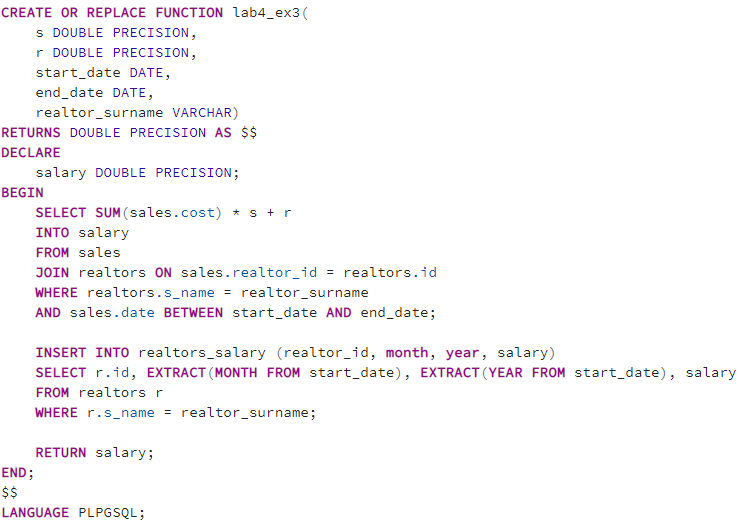 CREATE OR REPLACE FUNCTION lab4_ex3(
    s DOUBLE PRECISION,
    r DOUBLE PRECISION,
    start_date DATE,
    end_date DATE,
    realtor_surname VARCHAR)
RETURNS DOUBLE PRECISION AS $$
DECLARE
    salary DOUBLE PRECISION;
BEGIN
    SELECT SUM(sales.cost) * s + r
    INTO salary
    FROM sales
    JOIN realtors ON sales.realtor_id = realtors.id
    WHERE realtors.s_name = realtor_surname
    AND sales.date BETWEEN start_date AND end_date;

    INSERT INTO realtors_salary (realtor_id, month, year, salary)
    SELECT r.id, EXTRACT(MONTH FROM start_date), EXTRACT(YEAR FROM start_date), salary
    FROM realtors r
    WHERE r.s_name = realtor_surname;

    RETURN salary;
END;
$$
LANGUAGE PLPGSQL;